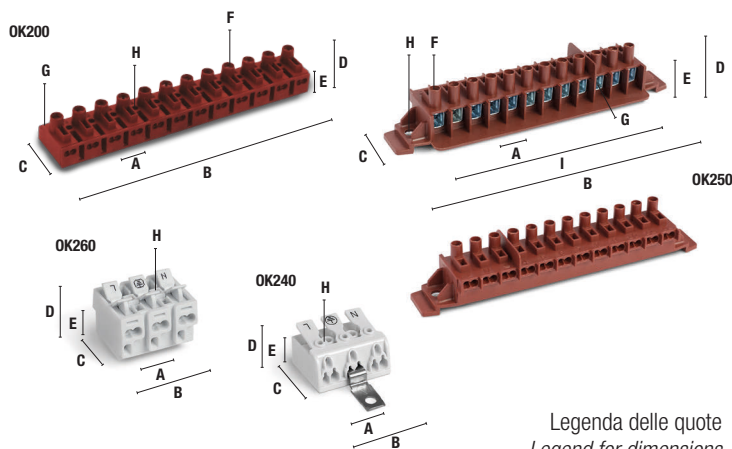 OK200
F
H
D
G
E
C
A
B
H
F
D
E
G
C
A
I
B
OK250
OK260
H
D
E
C
A
B
OK240
H
D
E
C
A
B
L
N
L
N
Legenda delle quote
Legend for dimensions